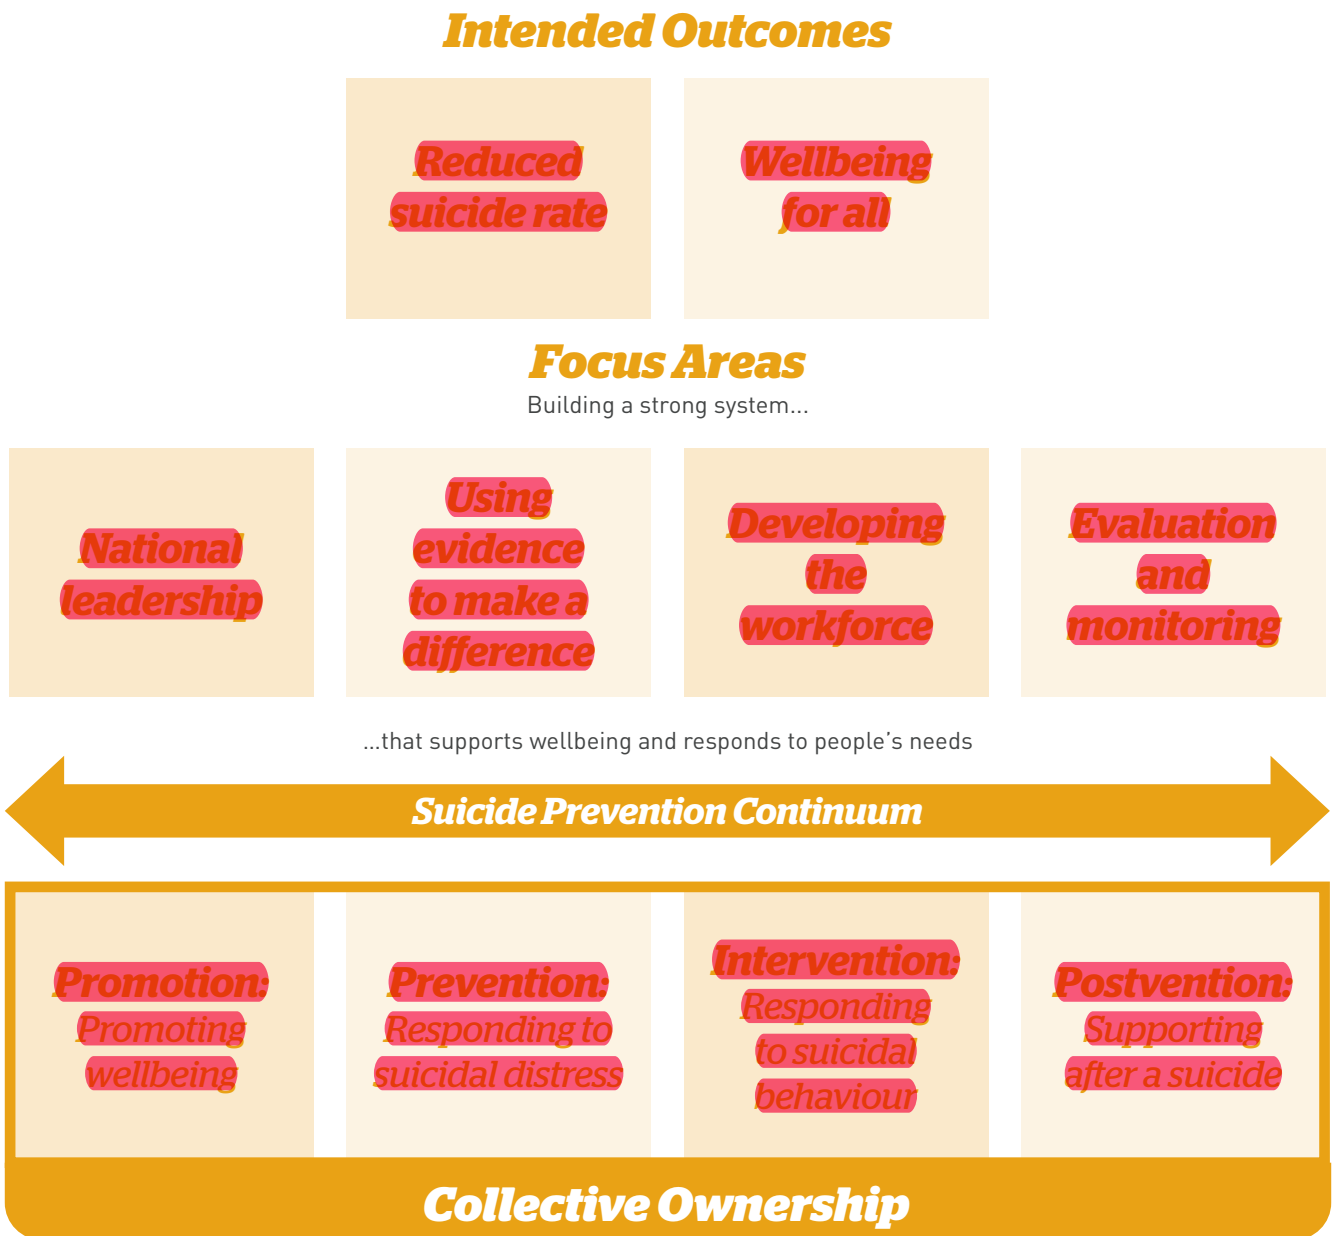 Intended Outcomes
Reduced
suicide rate
Wellbeing
for all
Focus Areas
Building a strong system...
National
leadership
Using
evidence
to make a
difference
Developing
the
workforce
Evaluation
and
monitoring
...that supports wellbeing and responds to people’s needs
Suicide Prevention Continuum
Promotion:
Promoting
wellbeing
Prevention:
Responding to
suicidal distress
Intervention:
Responding
to suicidal
behaviour
Postvention:
Supporting
after a suicide
Collective Ownership